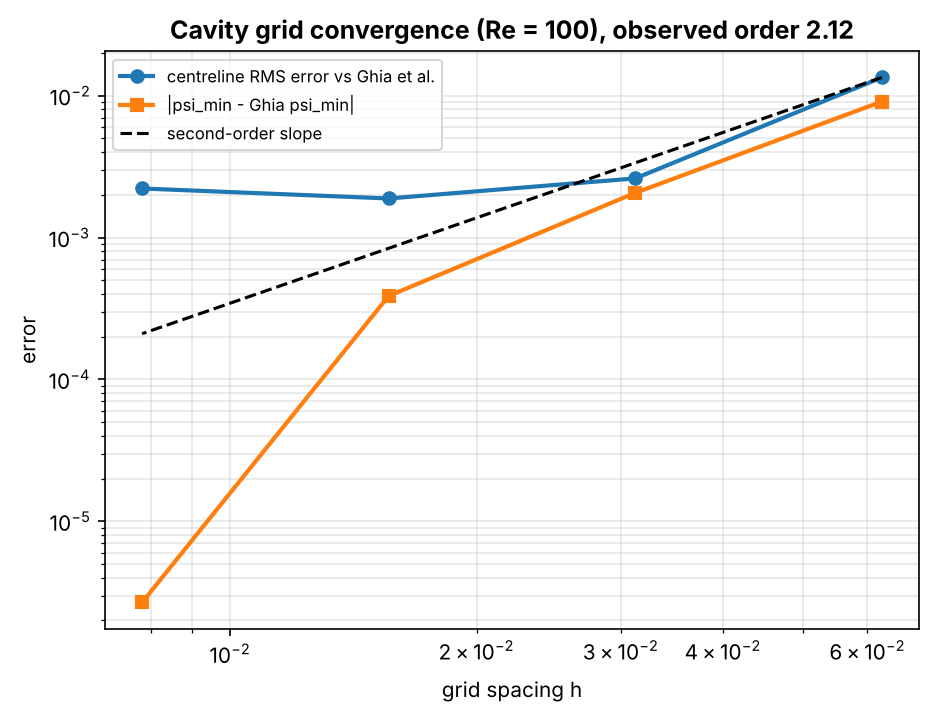 Cavity grid convergence (Re = 100), observed order 2.12
centreline RMS error vs Ghia et al.
|psi_min - Ghia psi_min|
second-order slope
10⁻²
10⁻³
10⁻⁴
10⁻⁵
error
10⁻²
2 × 10⁻²
3 × 10⁻²
4 × 10⁻²
6 × 10⁻²
grid spacing h